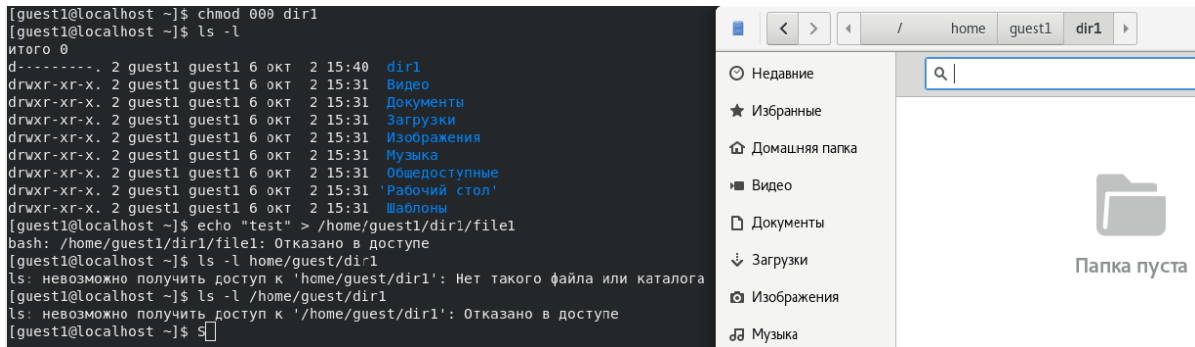 [guest1@localhost ~]$ chmod 000 dir1
[guest1@localhost ~]$ ls -l
итого 0
d---------. 2 guest1 guest1 6 окт  2 15:40  dir1
drwxr-xr-x. 2 guest1 guest1 6 окт  2 15:31  Видео
drwxr-xr-x. 2 guest1 guest1 6 окт  2 15:31  Документы
drwxr-xr-x. 2 guest1 guest1 6 окт  2 15:31  Загрузки
drwxr-xr-x. 2 guest1 guest1 6 окт  2 15:31  Изображения
drwxr-xr-x. 2 guest1 guest1 6 окт  2 15:31  Музыка
drwxr-xr-x. 2 guest1 guest1 6 окт  2 15:31  Общедоступные
drwxr-xr-x. 2 guest1 guest1 6 окт  2 15:31 'Рабочий стол'
drwxr-xr-x. 2 guest1 guest1 6 окт  2 15:31  Шаблоны
[guest1@localhost ~]$ echo "test" > /home/guest1/dir1/file1
bash: /home/guest1/dir1/file1: Отказано в доступе
[guest1@localhost ~]$ ls -l home/guest/dir1
ls: невозможно получить доступ к 'home/guest/dir1': Нет такого файла или каталога
[guest1@localhost ~]$ ls -l /home/guest/dir1
ls: невозможно получить доступ к '/home/guest/dir1': Отказано в доступе
[guest1@localhost ~]$ S
/ home guest1 dir1
Недавние
Избранные
Домашняя папка
Видео
Документы
Загрузки
Изображения
Музыка
Папка пуста